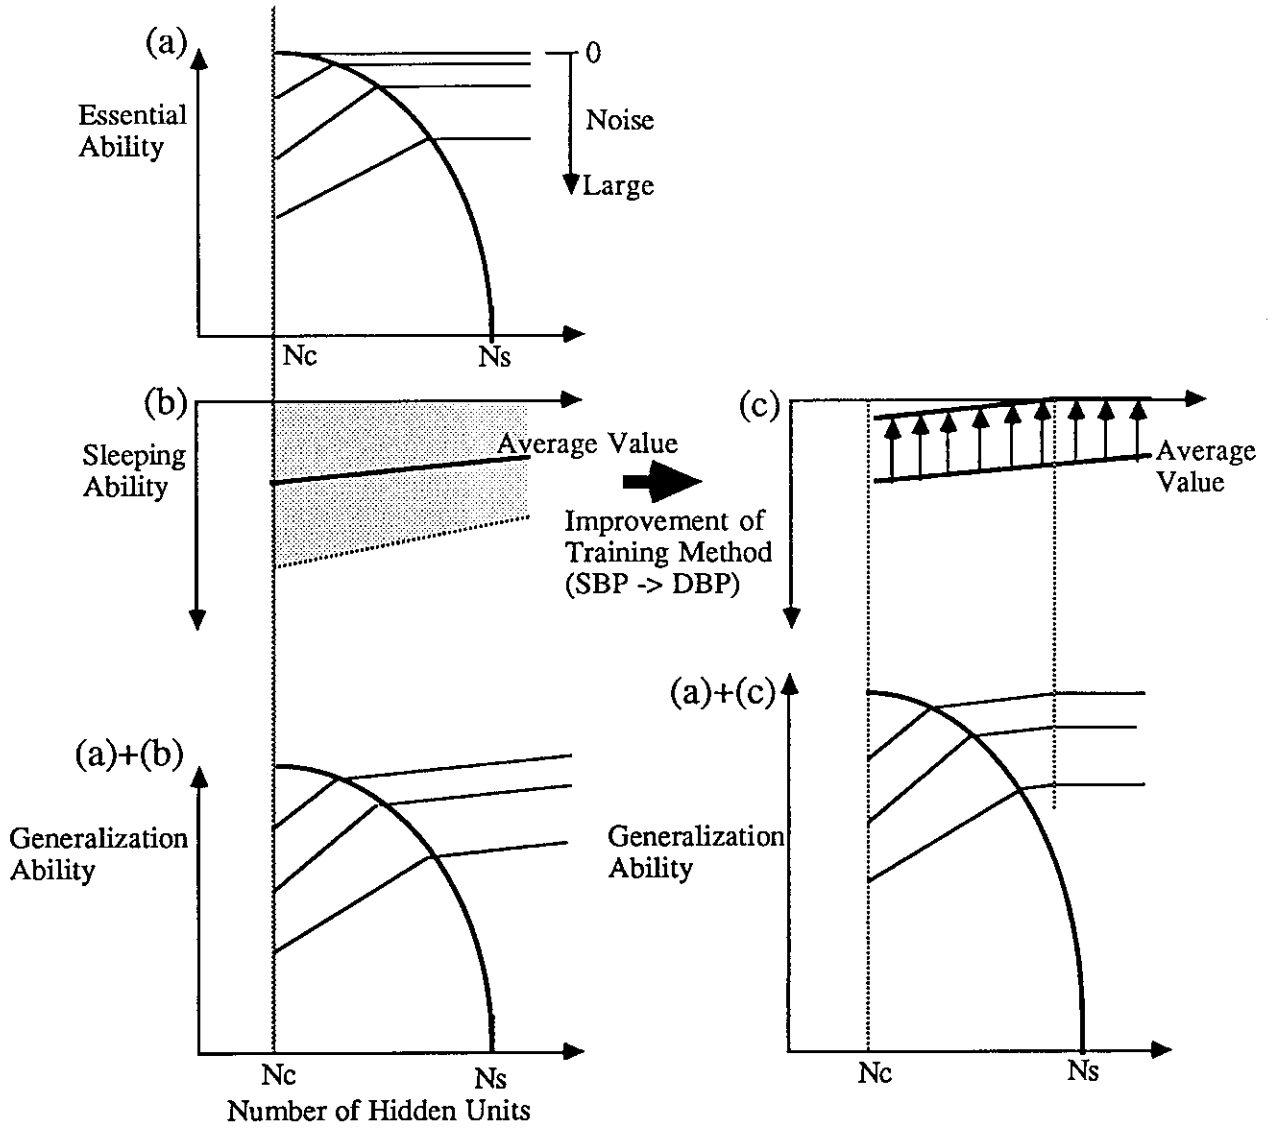 (a)
Essential
Ability
0
Noise
Large
Nc
Ns
(b)
Sleeping
Ability
Average Value
Improvement of
Training Method
(SBP -> DBP)
(c)
Average
Value
(a)+(b)
Generalization
Ability
Nc
Ns
Number of Hidden Units
(a)+(c)
Generalization
Ability
Nc
Ns